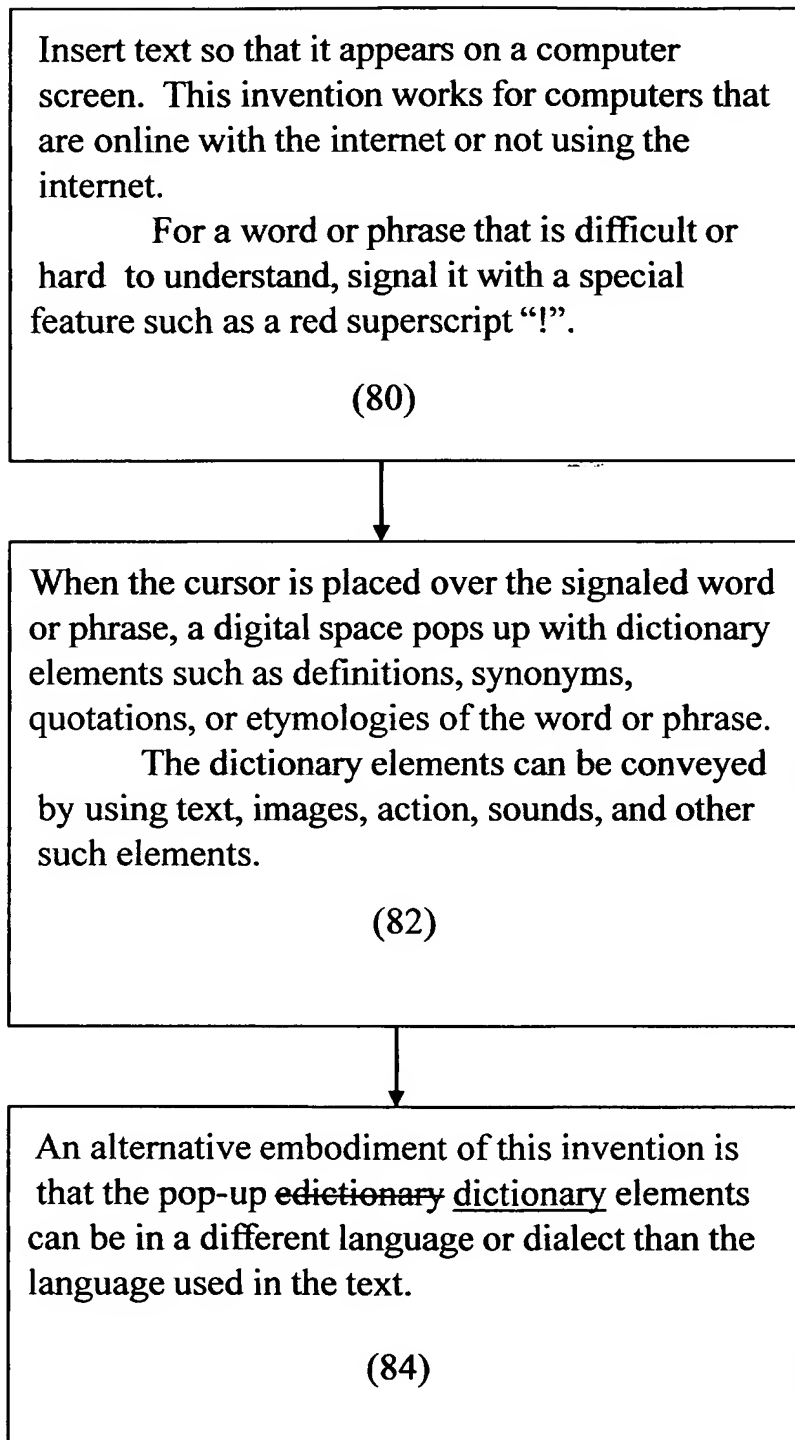 Insert text so that it appears on a computer
screen. This invention works for computers that
are online with the internet or not using the
internet.
For a word or phrase that is difficult or
hard to understand, signal it with a special
feature such as a red superscript “!”.
(80)
When the cursor is placed over the signaled word
or phrase, a digital space pops up with dictionary
elements such as definitions, synonyms,
quotations, or etymologies of the word or phrase.
The dictionary elements can be conveyed
by using text, images, action, sounds, and other
such elements.
(82)
An alternative embodiment of this invention is
that the pop-up edictionary dictionary elements
can be in a different language or dialect than the
language used in the text.
(84)